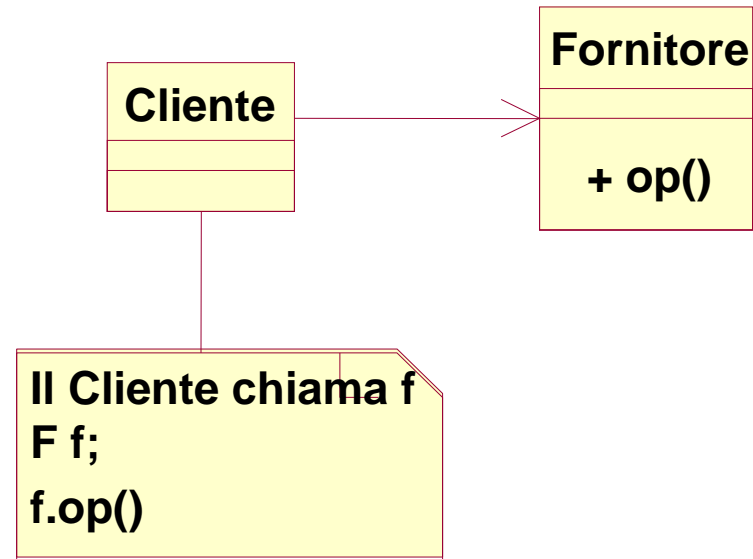 Fornitore
Cliente
+ op()
Il Cliente chiama f
F f;
f.op()